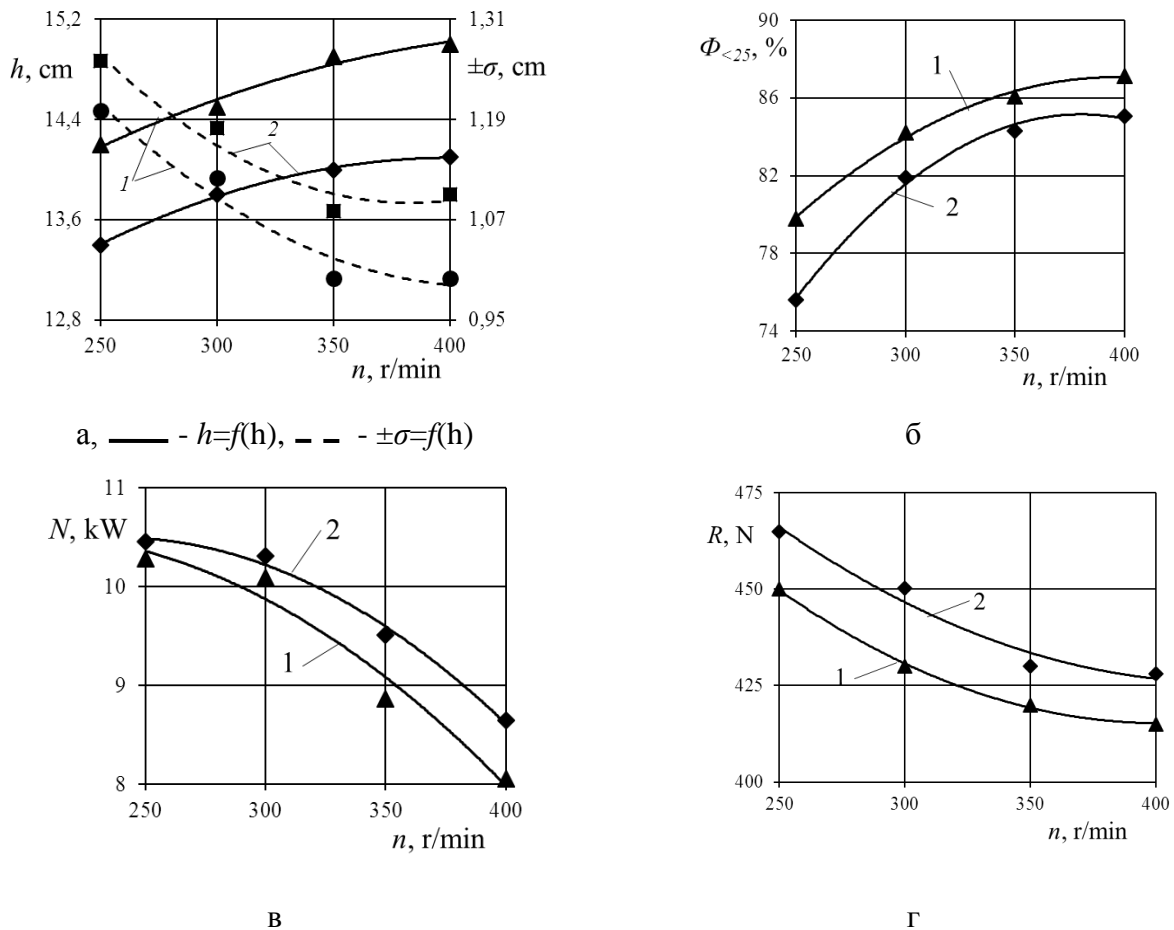 15,2
14,4
13,6
12,8
h, cm
1,31
1,19
1,07
0,95
±σ, cm
1
2
250 300 350 400
n, r/min
90
86
82
78
74
Φ<25, %
1
2
250 300 350 400
n, r/min
а, - h=f(h), - ±σ=f(h)
б
11
10
9
8
N, kW
2
1
250 300 350 400
n, r/min
475
450
425
400
R, N
2
1
250 300 350 400
n, r/min
в
г